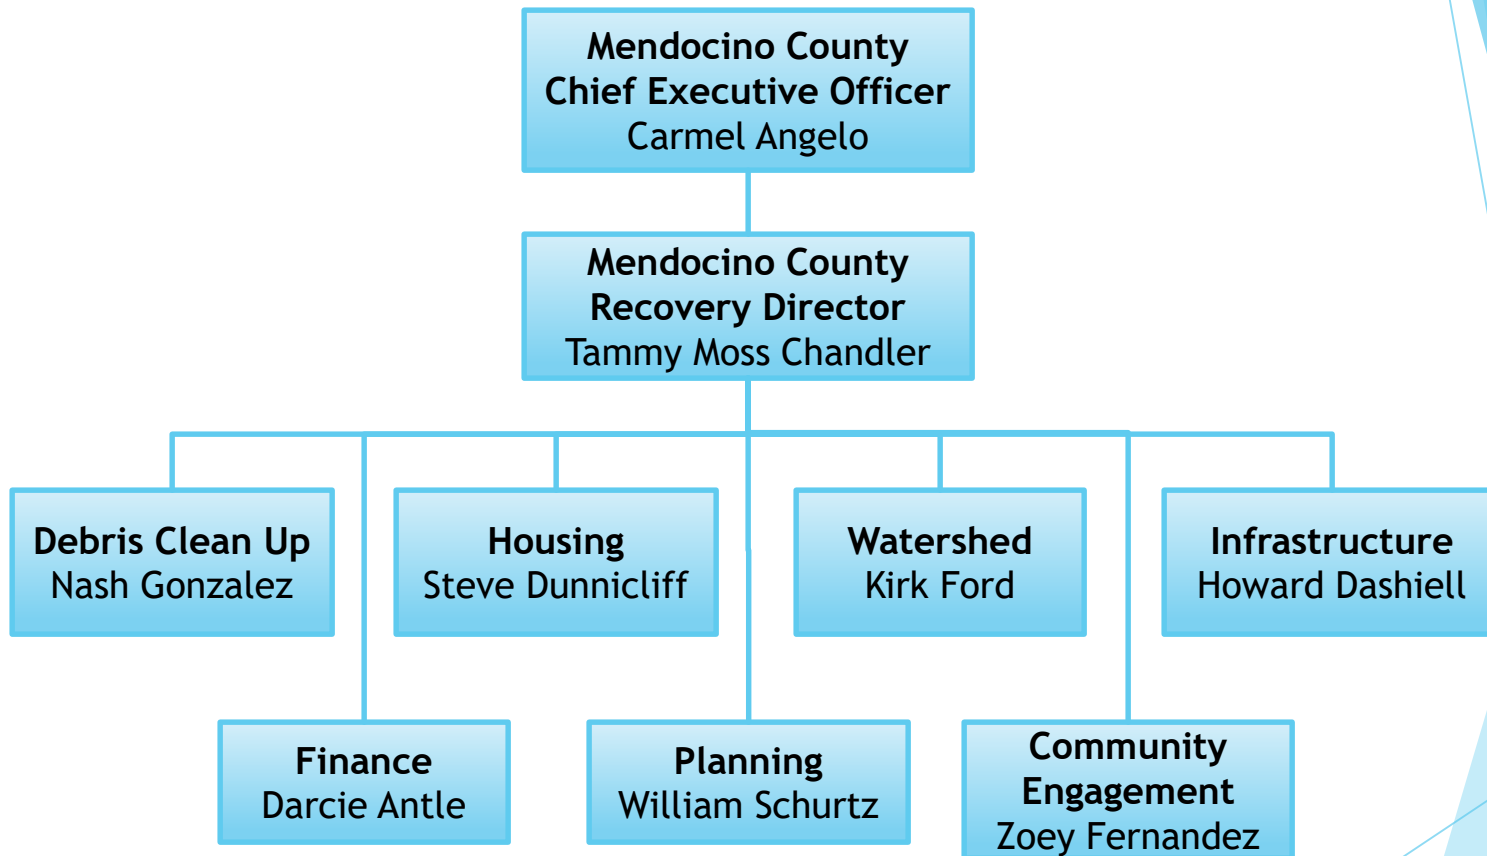 Mendocino County
Chief Executive Officer
Carmel Angelo
Mendocino County
Recovery Director
Tammy Moss Chandler
Debris Clean Up
Nash Gonzalez
Housing
Steve Dunnicliff
Watershed
Kirk Ford
Infrastructure
Howard Dashiell
Finance
Darcie Antle
Planning
William Schurtz
Community
Engagement
Zoey Fernandez